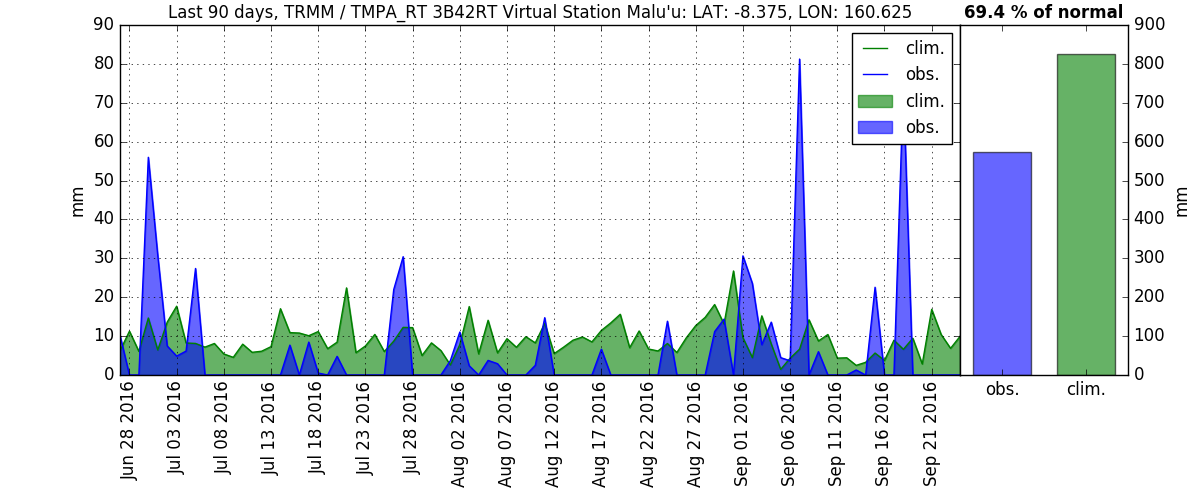 Last 90 days, TRMM / TMPA_RT 3B42RT Virtual Station Malu'u: LAT: -8.375, LON: 160.625
69.4 % of normal
90
80
70
60
50
40
30
20
10
0
mm
clim.
obs.
clim.
obs.
Jun 28 2016
Jul 03 2016
Jul 08 2016
Jul 13 2016
Jul 18 2016
Jul 23 2016
Jul 28 2016
Aug 02 2016
Aug 07 2016
Aug 12 2016
Aug 17 2016
Aug 22 2016
Aug 27 2016
Sep 01 2016
Sep 06 2016
Sep 11 2016
Sep 16 2016
Sep 21 2016
900
800
700
600
500
400
300
200
100
0
mm
obs.
clim.